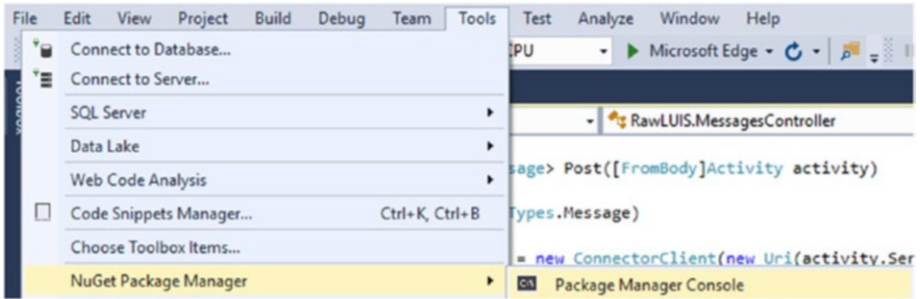 File Edit View Project Build Debug Team Tools Test Analyze Window Help
Connect to Database... PU Microsoft Edge
Connect to Server...
SQL Server RawLUIS.MessagesController
Data Lake sage> Post([FromBody]Activity activity)
Web Code Analysis
Code Snippets Manager... Ctrl+K, Ctrl+B Types.Message)
Choose Toolbox Items... = new ConnectorClient(new Uri(activity.Ser
NuGet Package Manager Package Manager Console